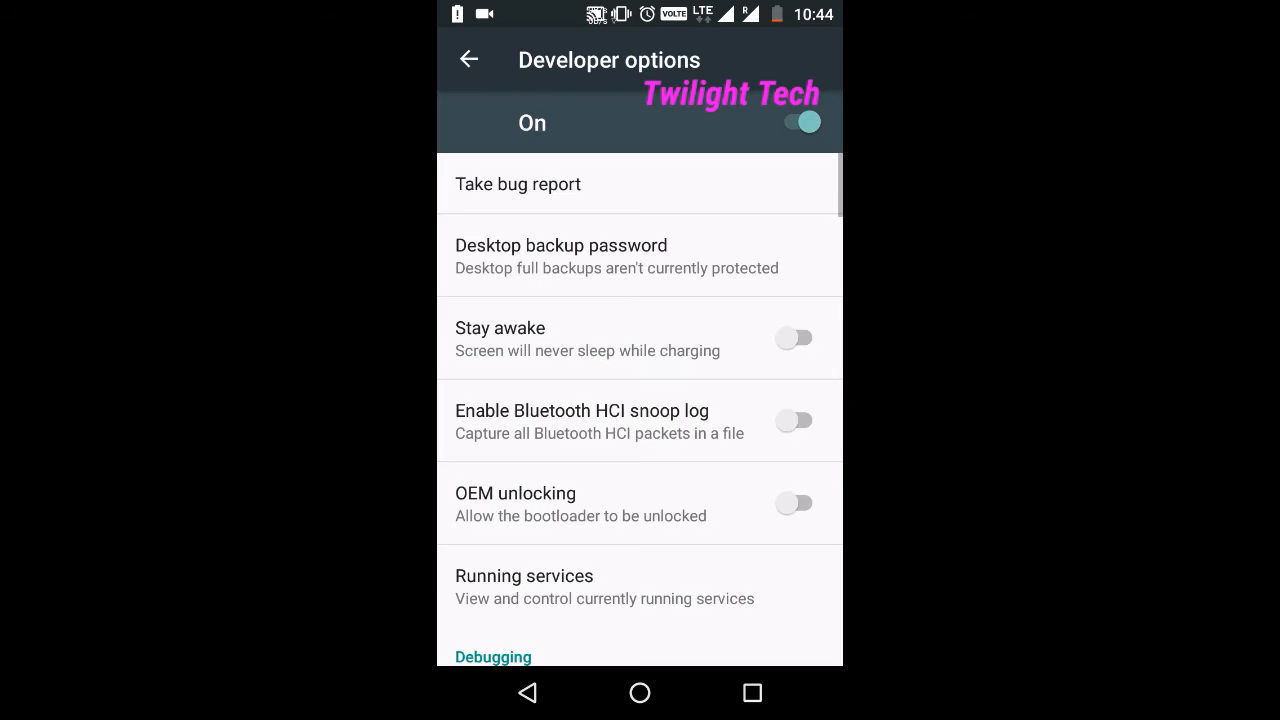 VOLTE LTE R 10:44
Developer options
Twilight Tech
On
Take bug report
Desktop backup password
Desktop full backups aren't currently protected
Stay awake
Screen will never sleep while charging
Enable Bluetooth HCI snoop log
Capture all Bluetooth HCI packets in a file
OEM unlocking
Allow the bootloader to be unlocked
Running services
View and control currently running services
Debugging